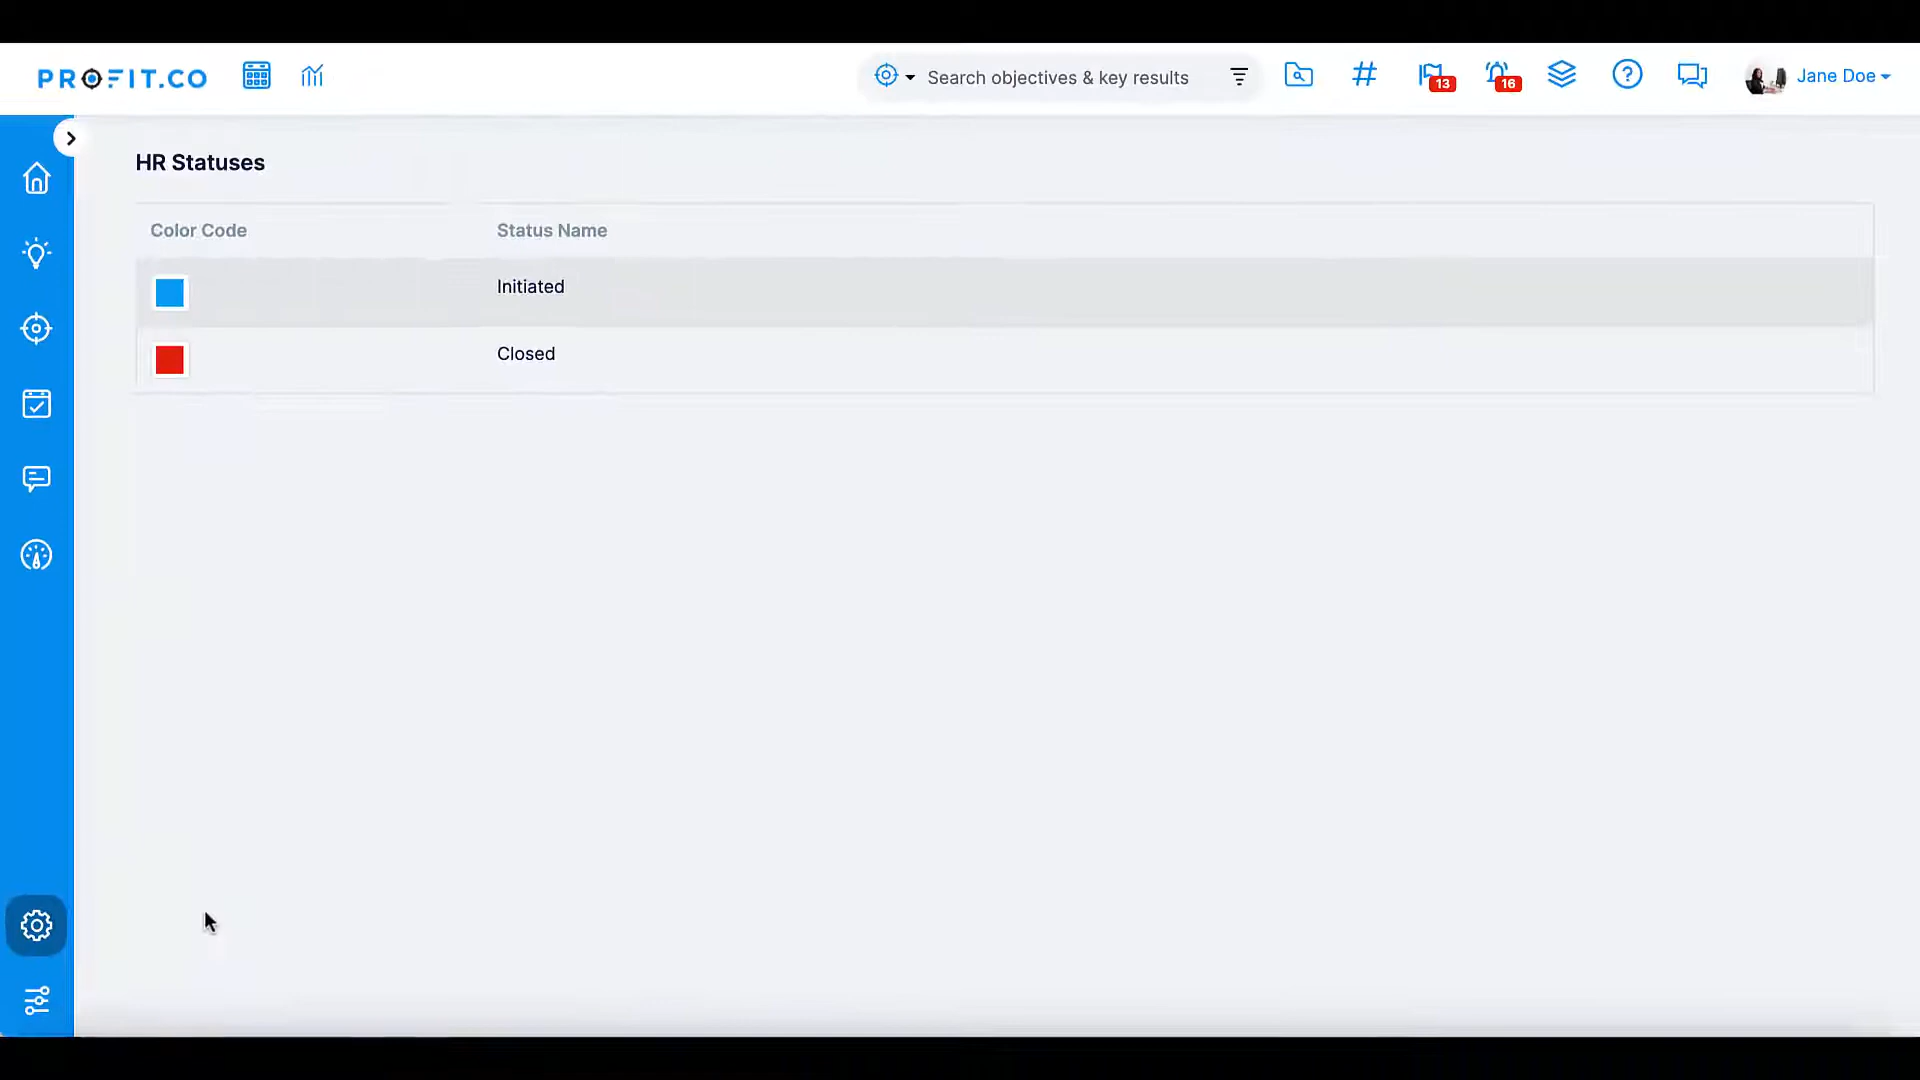 PROFIT.CO
Search objectives & key results
13
16
Jane Doe
HR Statuses
Color Code Status Name
Initiated
Closed